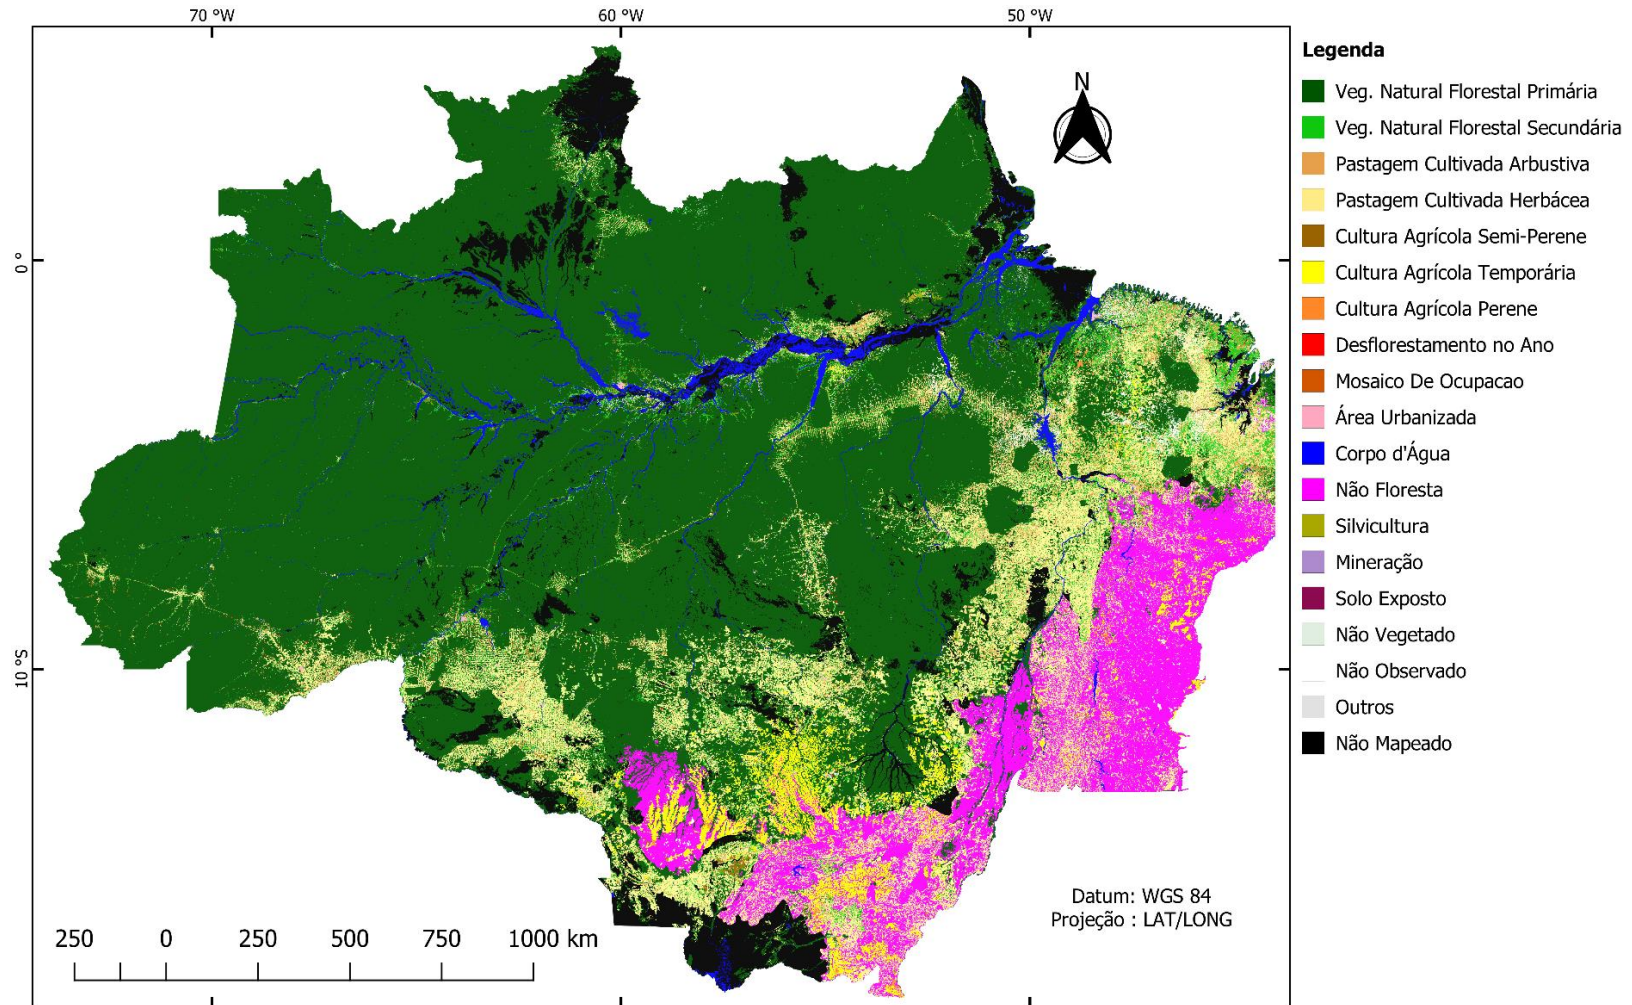 70 °W
60 °W
50 °W
Legenda
N
Veg. Natural Florestal Primária
Veg. Natural Florestal Secundária
Pastagem Cultivada Arbustiva
Pastagem Cultivada Herbácea
Cultura Agrícola Semi-Perene
0 °
Cultura Agrícola Temporária
Cultura Agrícola Perene
Desflorestamento no Ano
Mosaico De Ocupacao
Área Urbanizada
Corpo d'Água
Não Floresta
Silvicultura
Mineração
Solo Exposto
Não Vegetado
10 °S
Não Observado
Outros
Não Mapeado
Datum: WGS 84
Projeção : LAT/LONG
250 0 250 500 750 1000 km